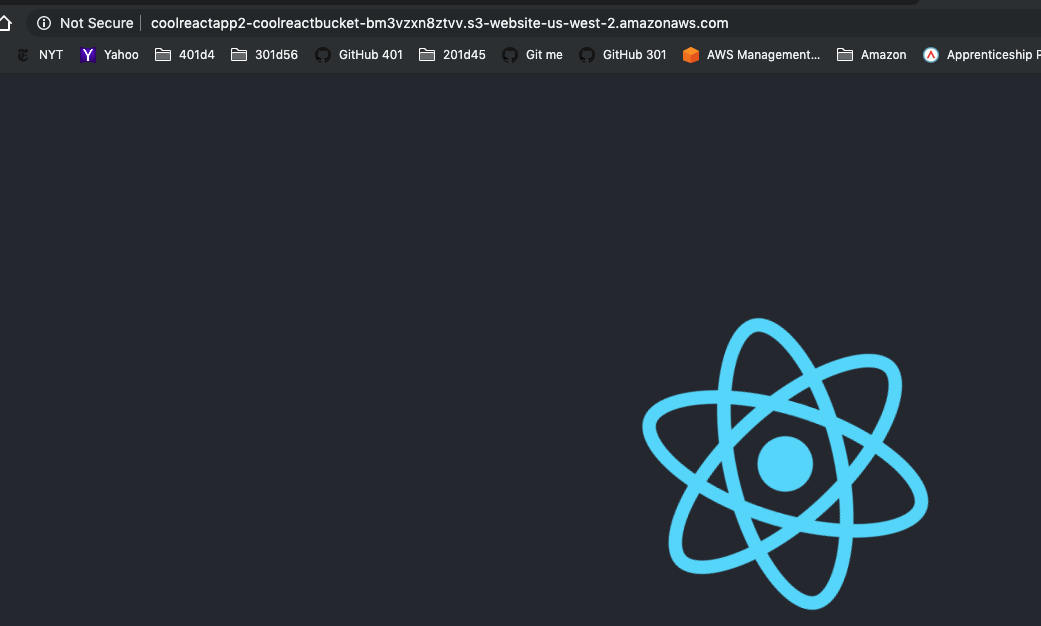 Not Secure coolreactapp2-coolreactbucket-bm3vzxn8ztvv.s3-website-us-west-2.amazonaws.com
NYT Yahoo 401d4 301d56 GitHub 401 201d45 Git me GitHub 301 AWS Management... Amazon Apprenticeship P